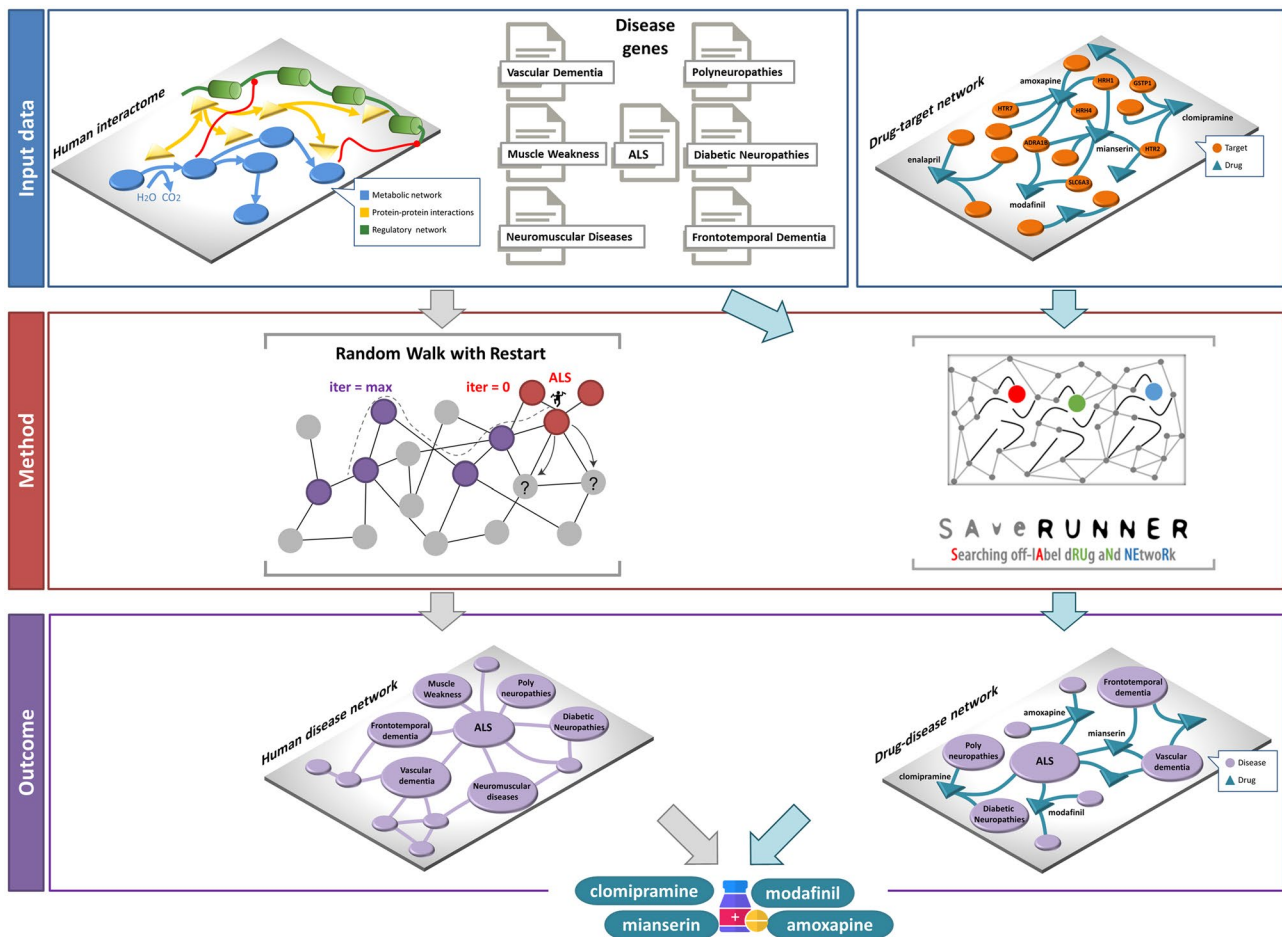 Input data
Human interactome
H2O CO2
Metabolic network
Protein-protein interactions
Regulatory network
Disease
genes
Vascular Dementia
Polyneuropathies
Muscle Weakness
ALS
Diabetic Neuropathies
Neuromuscular Diseases
Frontotemporal Dementia
Drug-target network
amoxapine
HRH1
GSTP1
HTR7
HRH4
clomipramine
ADRA1B
mianserin
HTR2
enalapril
SLC6A3
modafinil
Target
Drug
Method
Random Walk with Restart
iter = max
iter = 0
ALS
?
?
SAveRUNNER
Searching off-lAbel dRUg aNd NEtwoRk
Outcome
Human disease network
Muscle
Weakness
Poly
neuropathies
Frontotemporal
dementia
ALS
Diabetic
Neuropathies
Vascular
dementia
Neuromuscular
diseases
Drug-disease network
Frontotemporal
dementia
amoxapine
mianserin
Poly
neuropathies
ALS
Vascular
dementia
clomipramine
Diabetic
Neuropathies
modafinil
Disease
Drug
clomipramine
modafinil
mianserin
amoxapine